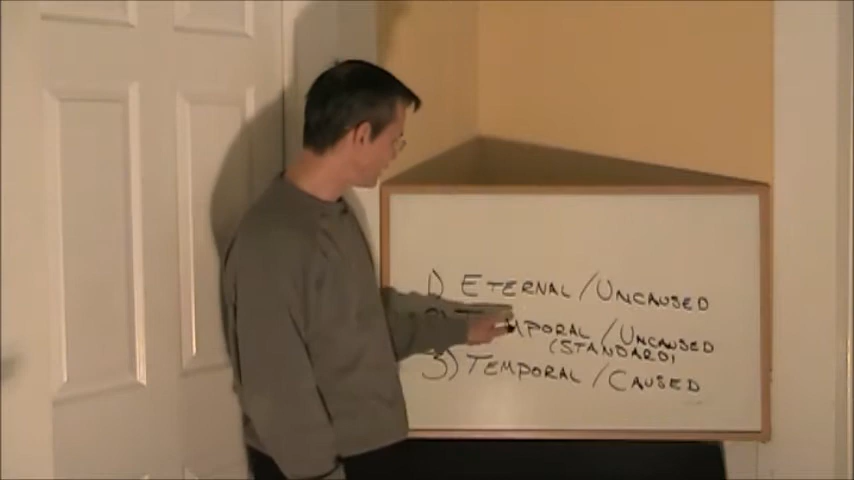 1) ETERNAL / UNCAUSED
MPORAL / UNCAUSED
(STANDARD)
3) TEMPORAL / CAUSED